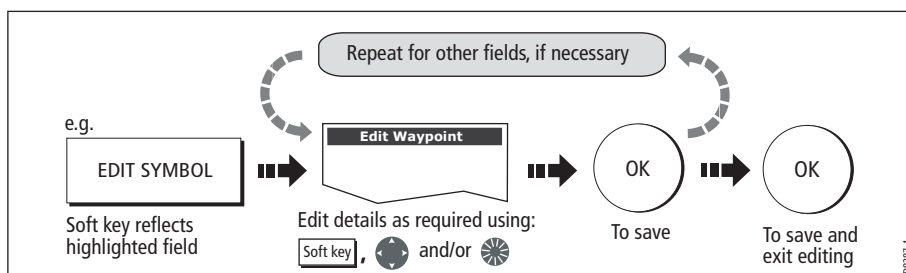 Repeat for other fields, if necessary
e.g.
EDIT SYMBOL
Edit Waypoint
OK
OK
Soft key reflects
highlighted field
Edit details as required using:
Soft key , and/or
To save
To save and
exit editing